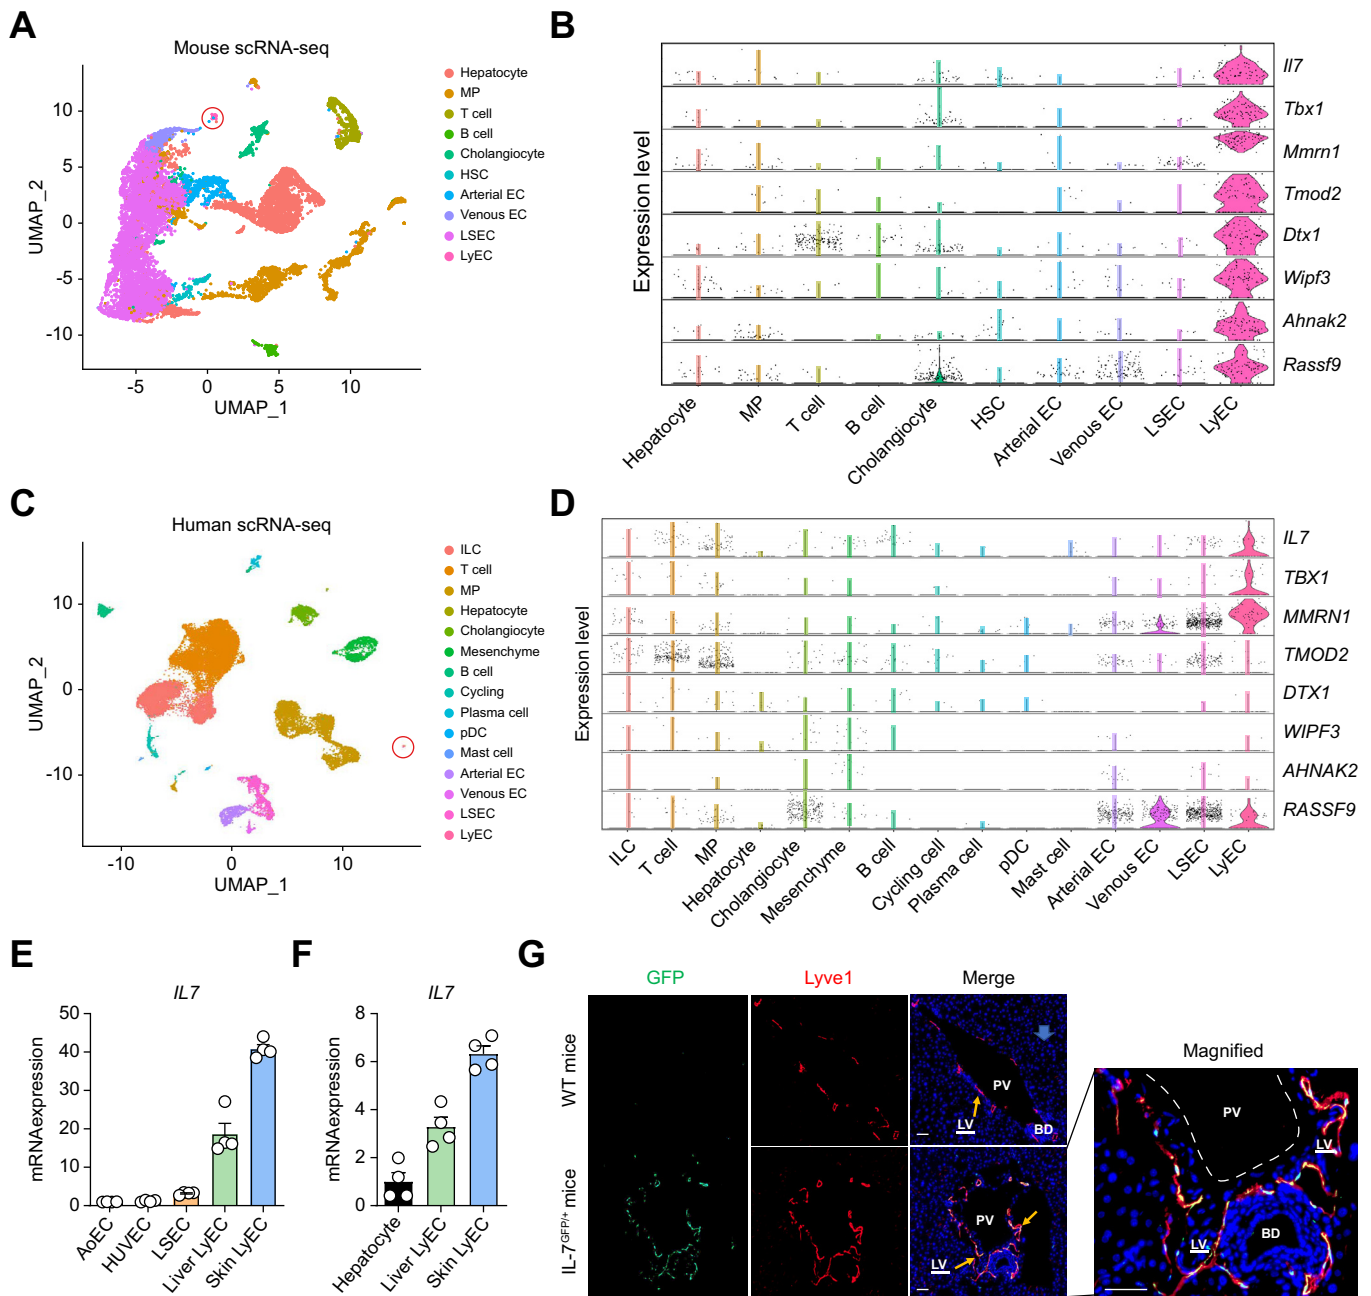 A
Mouse scRNA-seq
10
5
0
-5
-10
UMAP_2
-5
0
5
10
UMAP_1
Hepatocyte
MP
T cell
B cell
Cholangiocyte
HSC
Arterial EC
Venous EC
LSEC
LyEC
B
Expression level
Il7
Tbx1
Mmrn1
Tmod2
Dtx1
Wipf3
Ahnak2
Rassf9
Hepatocyte
MP
T cell
B cell
Cholangiocyte
HSC
Arterial EC
Venous EC
LSEC
LyEC
C
Human scRNA-seq
10
0
-10
UMAP_2
-10
0
10
UMAP_1
ILC
T cell
MP
Hepatocyte
Cholangiocyte
Mesenchyme
B cell
Cycling
Plasma cell
pDC
Mast cell
Arterial EC
Venous EC
LSEC
LyEC
D
Expression level
IL7
TBX1
MMRN1
TMOD2
DTX1
WIPF3
AHNAK2
RASSF9
ILC
T cell
MP
Hepatocyte
Cholangiocyte
Mesenchyme
B cell
Cycling cell
Plasma cell
pDC
Mast cell
Arterial EC
Venous EC
LSEC
LyEC
E
IL7
mRNAexpression
50
40
30
20
10
0
AoEC
HUVEC
LSEC
Liver LyEC
Skin LyEC
F
IL7
mRNAexpression
8
6
4
2
0
Hepatocyte
Liver LyEC
Skin LyEC
G
GFP
Lyve1
Merge
WT mice
PV
LV
BD
IL-7GFP/+ mice
PV
LV
Magnified
PV
LV
LV
BD